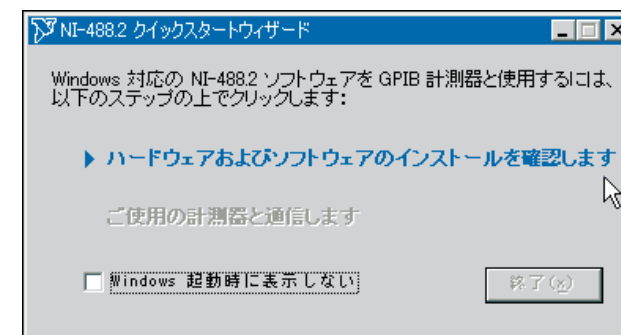 NI-488.2 クイックスタートウィザード
Windows 対応の NI-488.2 ソフトウェアを GPIB 計測器と使用するには、
以下のステップの上でクリックします:
ハードウェアおよびソフトウェアのインストールを確認します
ご使用の計測器と通信します
Windows 起動時に表示しない
終了(x)